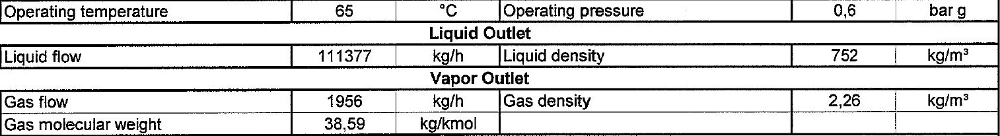 Operating temperature 65 °C Operating pressure 0,6 bar g
Liquid Outlet
Liquid flow 111377 kg/h Liquid density 752 kg/m³
Vapor Outlet
Gas flow 1956 kg/h Gas density 2,26 kg/m³
Gas molecular weight 38,59 kg/kmol